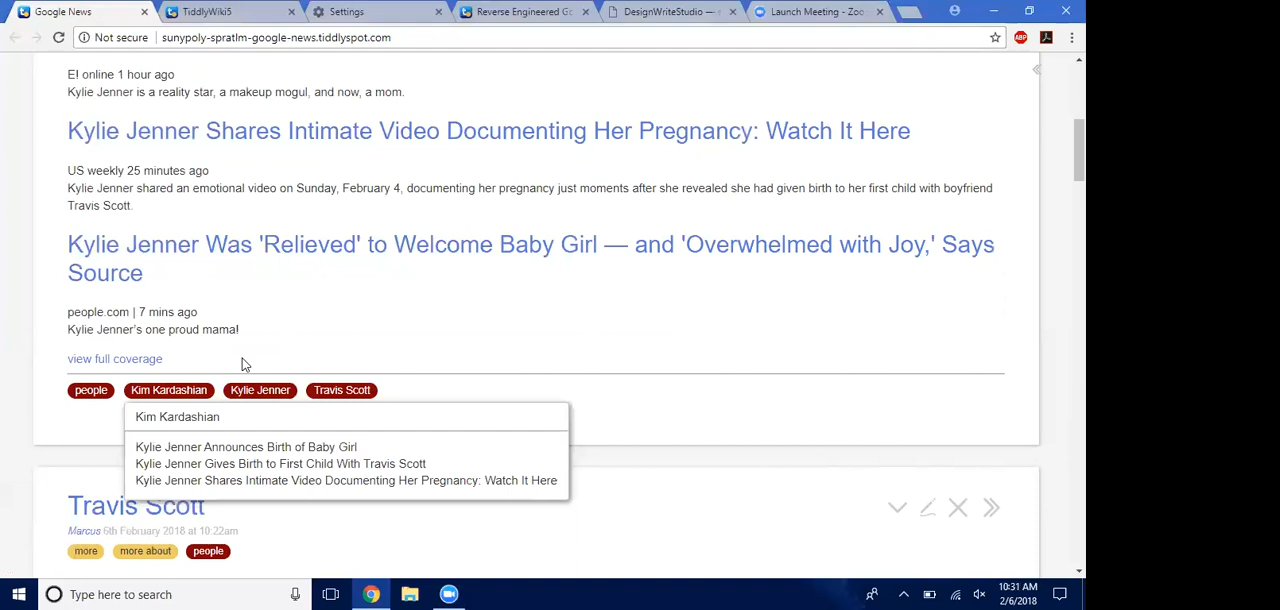 Google News
TiddlyWiki5
Settings
Reverse Engineered Go
DesignWriteStudio — s
Launch Meeting - Zoo
Not secure
sunypoly-spratlm-google-news.tiddlyspot.com
ABP
E! online 1 hour ago
Kylie Jenner is a reality star, a makeup mogul, and now, a mom.
Kylie Jenner Shares Intimate Video Documenting Her Pregnancy: Watch It Here
US weekly 25 minutes ago
Kylie Jenner shared an emotional video on Sunday, February 4, documenting her pregnancy just moments after she revealed she had given birth to her first child with boyfriend
Travis Scott.
Kylie Jenner Was 'Relieved' to Welcome Baby Girl — and 'Overwhelmed with Joy,' Says
Source
people.com | 7 mins ago
Kylie Jenner's one proud mama!
view full coverage
people Kim Kardashian Kylie Jenner Travis Scott
Kim Kardashian
Kylie Jenner Announces Birth of Baby Girl
Kylie Jenner Gives Birth to First Child With Travis Scott
Kylie Jenner Shares Intimate Video Documenting Her Pregnancy: Watch It Here
Travis Scott
Marcus 6th February 2018 at 10:22am
more more about people
Type here to search
10:31 AM
2/6/2018